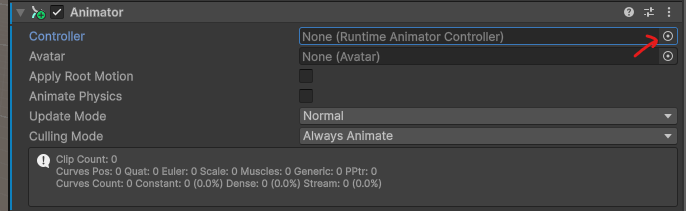 Animator
Controller None (Runtime Animator Controller)
Avatar None (Avatar)
Apply Root Motion
Animate Physics
Update Mode Normal
Culling Mode Always Animate
Clip Count: 0
Curves Pos: 0 Quat: 0 Euler: 0 Scale: 0 Muscles: 0 Generic: 0 PPtr: 0
Curves Count: 0 Constant: 0 (0.0%) Dense: 0 (0.0%) Stream: 0 (0.0%)